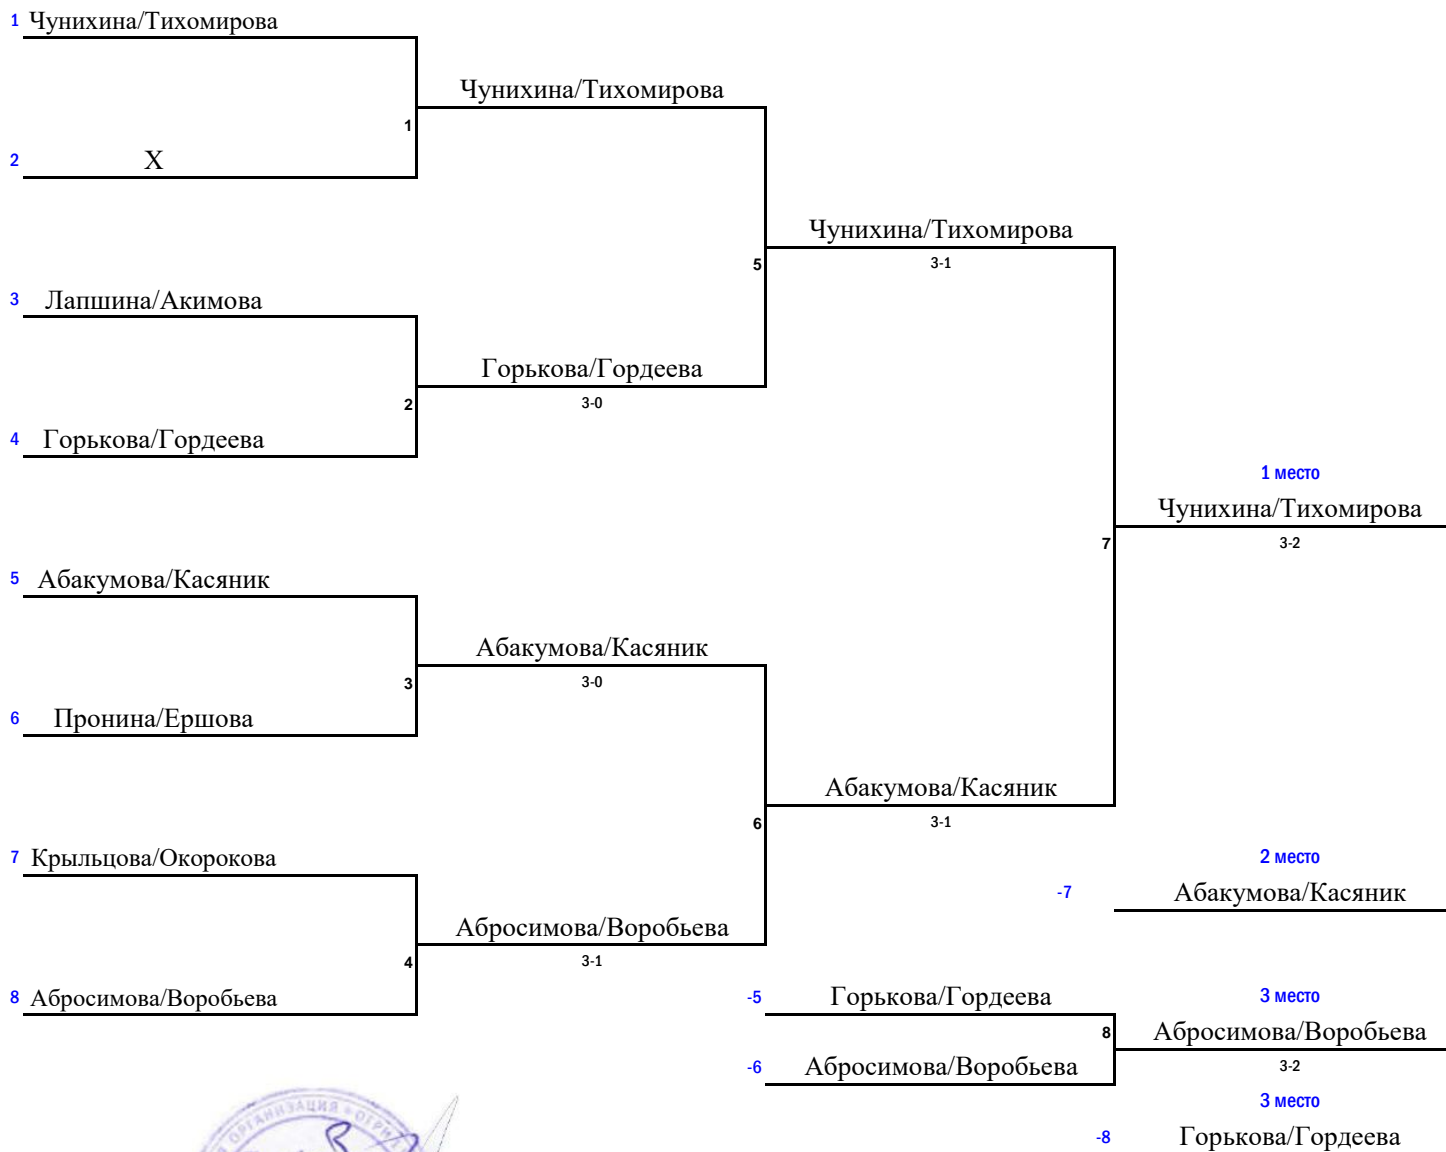 1 Чунихина/Тихомирова
Чунихина/Тихомирова
1
2 X
Чунихина/Тихомирова
5 3-1
3 Лапшина/Акимова
Горькова/Гордеева
2 3-0
4 Горькова/Гордеева
1 место
Чунихина/Тихомирова
7 3-2
5 Абакумова/Касяник
Абакумова/Касяник
3 3-0
6 Пронина/Ершова
Абакумова/Касяник
6 3-1
7 Крыльцова/Окорокова
2 место
-7 Абакумова/Касяник
Абросимова/Воробьева
4 3-1
8 Абросимова/Воробьева
-5 Горькова/Гордеева
3 место
8 Абросимова/Воробьева
-6 Абросимова/Воробьева
3-2
3 место
-8 Горькова/Гордеева
ОРГАНИЗАЦИЯ